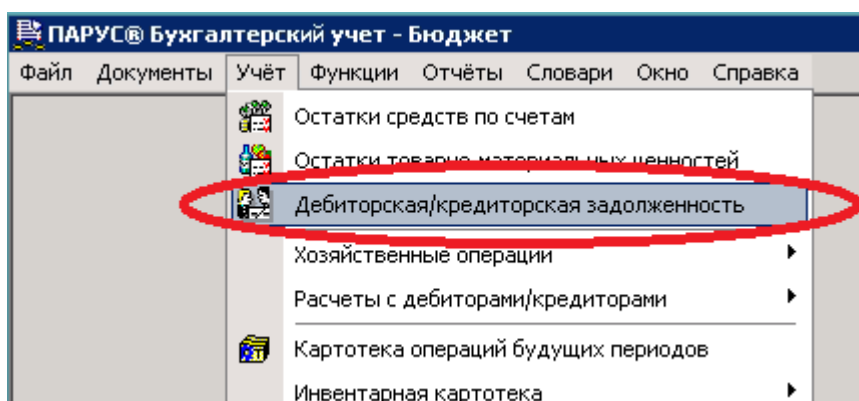 ПАРУС® Бухгалтерский учет - Бюджет
Файл Документы Учёт Функции Отчёты Словари Окно Справка
Остатки средств по счетам
Остатки товарно-материальных ценностей
Дебиторская/кредиторская задолженность
Хозяйственные операции
Расчеты с дебиторами/кредиторами
Картотека операций будущих периодов
Инвентарная картотека